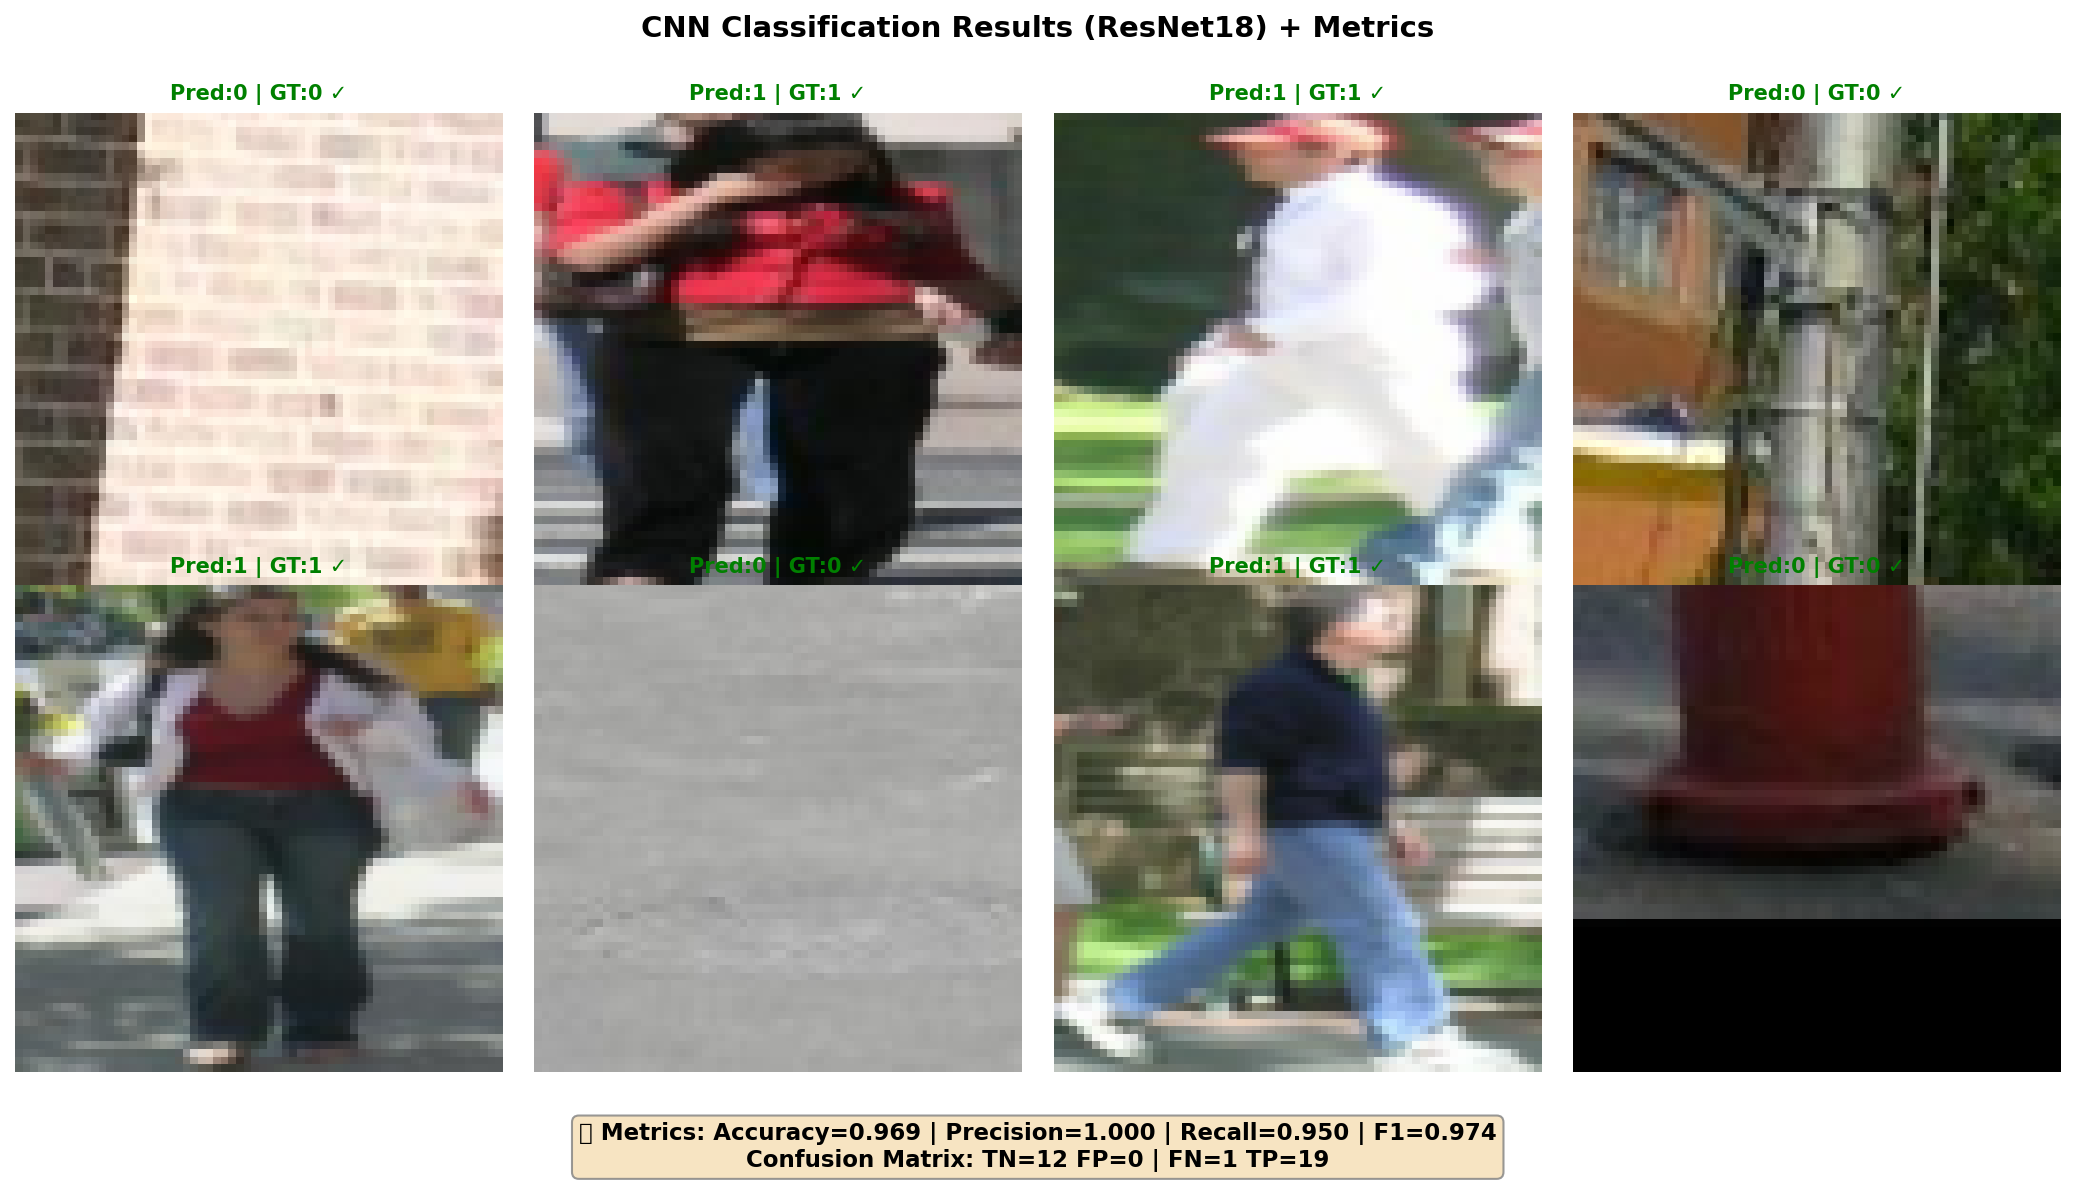 CNN Classification Results (ResNet18) + Metrics
Pred:0 | GT:0 ✓
Pred:1 | GT:1 ✓
Pred:1 | GT:1 ✓
Pred:0 | GT:0 ✓
Pred:1 | GT:1 ✓
Pred:0 | GT:0 ✓
Pred:1 | GT:1 ✓
Pred:0 | GT:0 ✓
Metrics: Accuracy=0.969 | Precision=1.000 | Recall=0.950 | F1=0.974
Confusion Matrix: TN=12 FP=0 | FN=1 TP=19